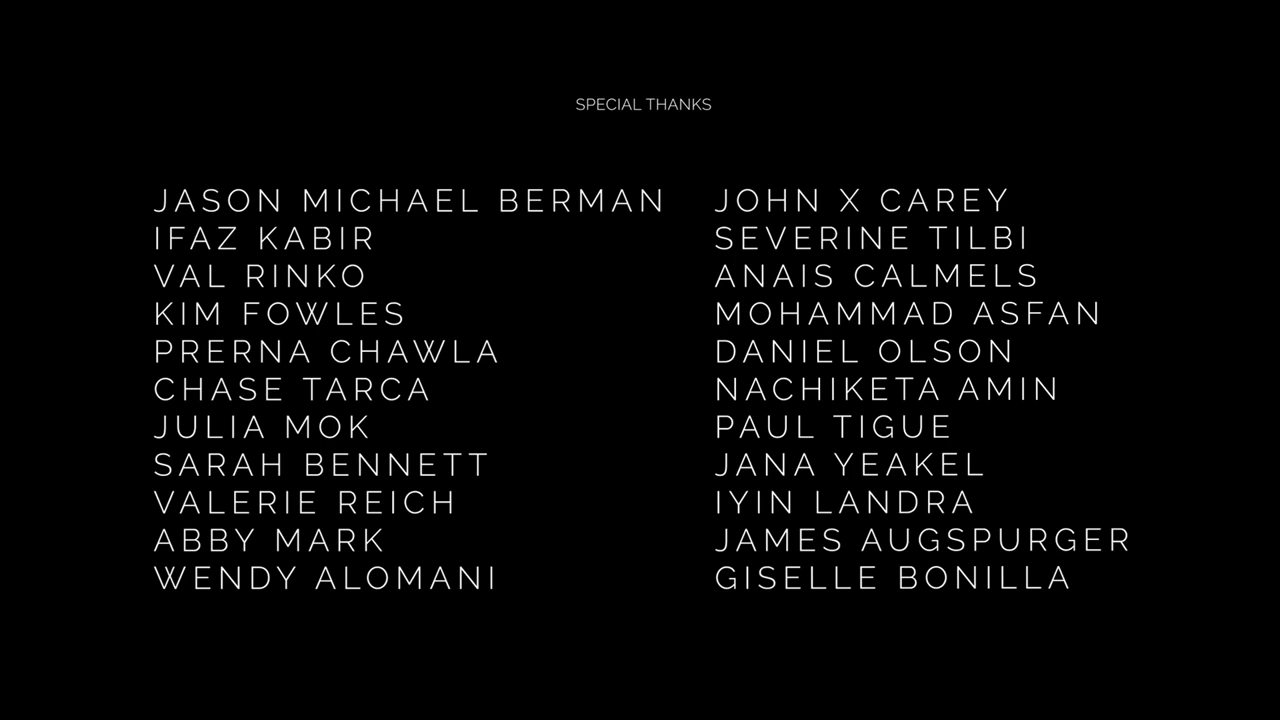 SPECIAL THANKS
JASON MICHAEL BERMAN
IFAZ KABIR
VAL RINKO
KIM FOWLES
PRERNA CHAWLA
CHASE TARCA
JULIA MOK
SARAH BENNETT
VALERIE REICH
ABBY MARK
WENDY ALOMANI
JOHN X CAREY
SEVERINE TILBI
ANAIS CALMELS
MOHAMMAD ASFAN
DANIEL OLSON
NACHIKETA AMIN
PAUL TIGUE
JANA YEAKEL
IYIN LANDRA
JAMES AUGSPURGER
GISELLE BONILLA